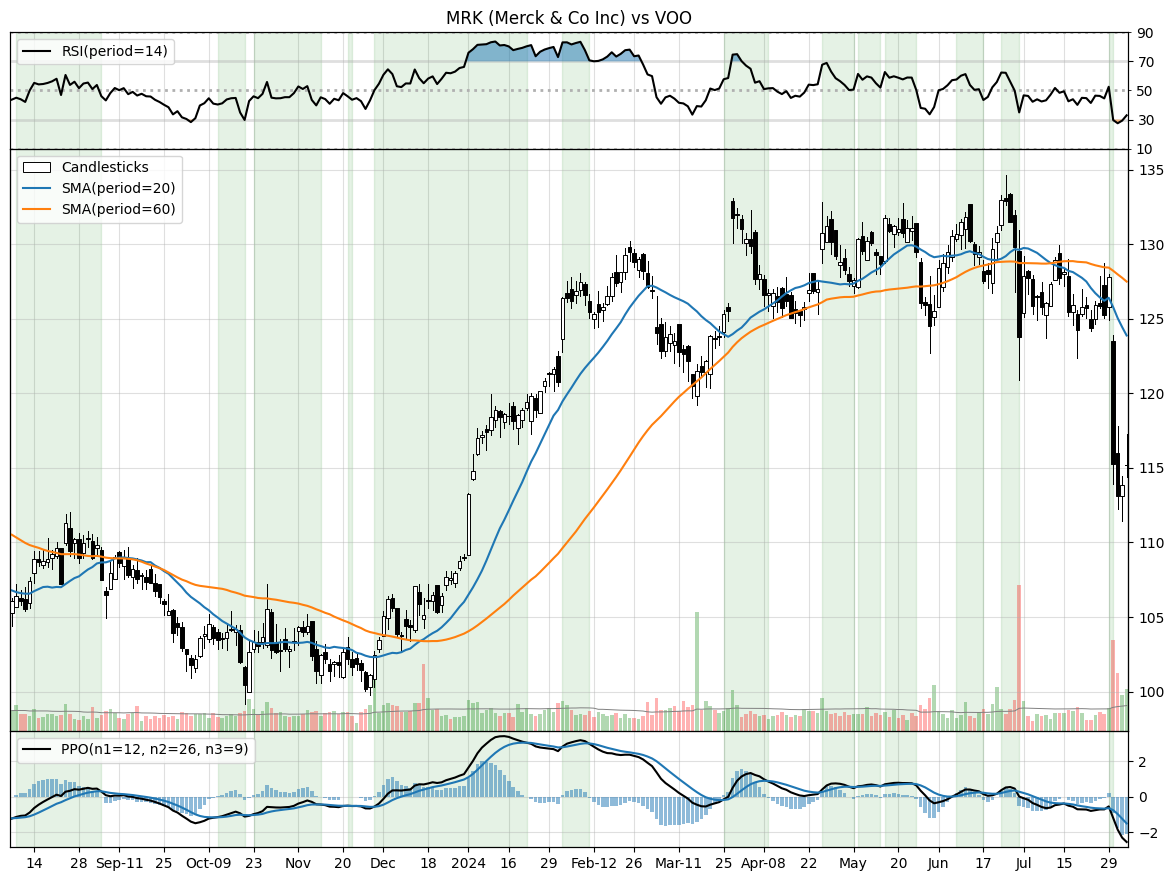 MRK (Merck & Co Inc) vs VOO
RSI(period=14)
90
70
50
30
10
Candlesticks
SMA(period=20)
SMA(period=60)
135
130
125
120
115
110
105
100
PPO(n1=12, n2=26, n3=9)
2
0
−2
14 28 Sep-11 25 Oct-09 23 Nov 20 Dec 18 2024 16 29 Feb-12 26 Mar-11 25 Apr-08 22 May 20 Jun 17 Jul 15 29